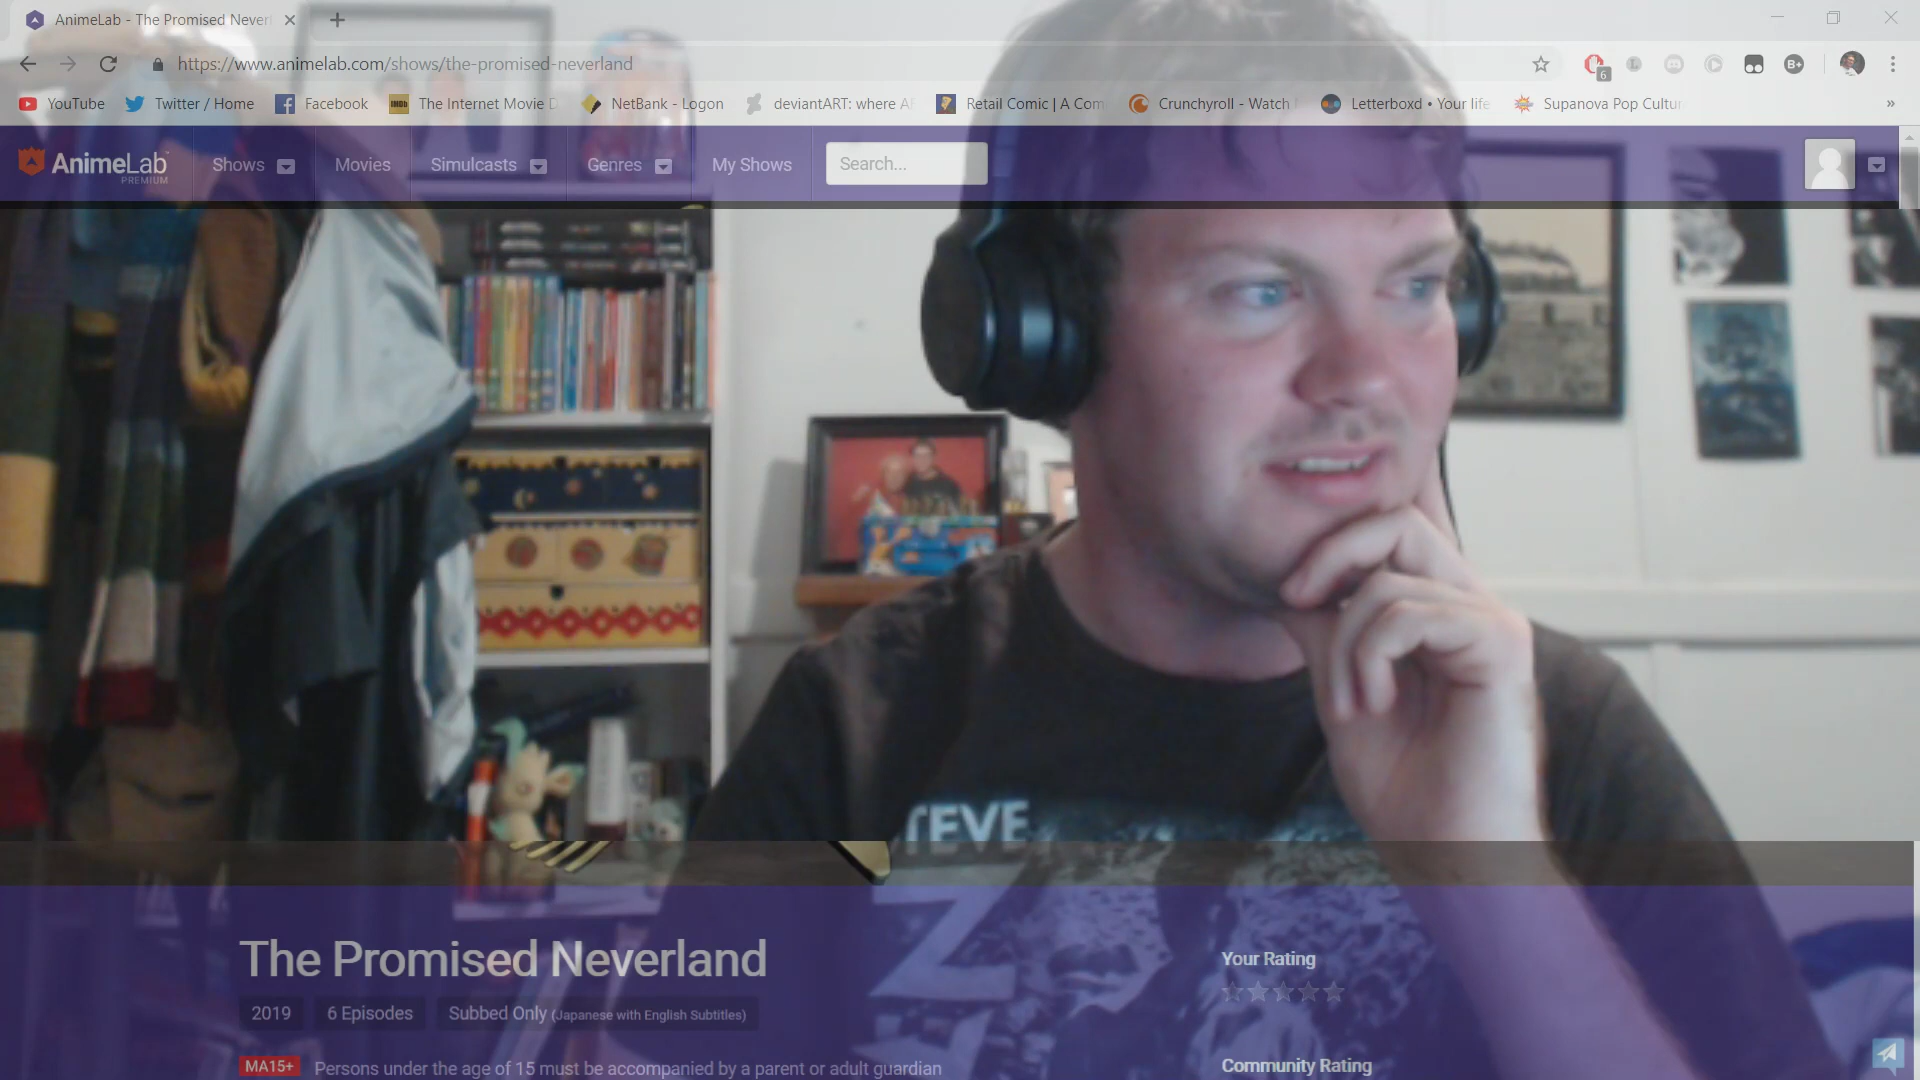 AnimeLab - The Promised Never
https://www.animelab.com/shows/the-promised-neverland
6
YouTube Twitter / Home Facebook IMDb The Internet Movie D NetBank - Logon deviantART: where AR Retail Comic | A Com Crunchyroll - Watch Letterboxd • Your life Supanova Pop Cultur »
AnimeLab PREMIUM Shows Movies Simulcasts Genres My Shows Search...
TEVE
Z
The Promised Neverland
Your Rating
2019 6 Episodes Subbed Only (Japanese with English Subtitles)
MA15+ Persons under the age of 15 must be accompanied by a parent or adult guardian
Community Rating